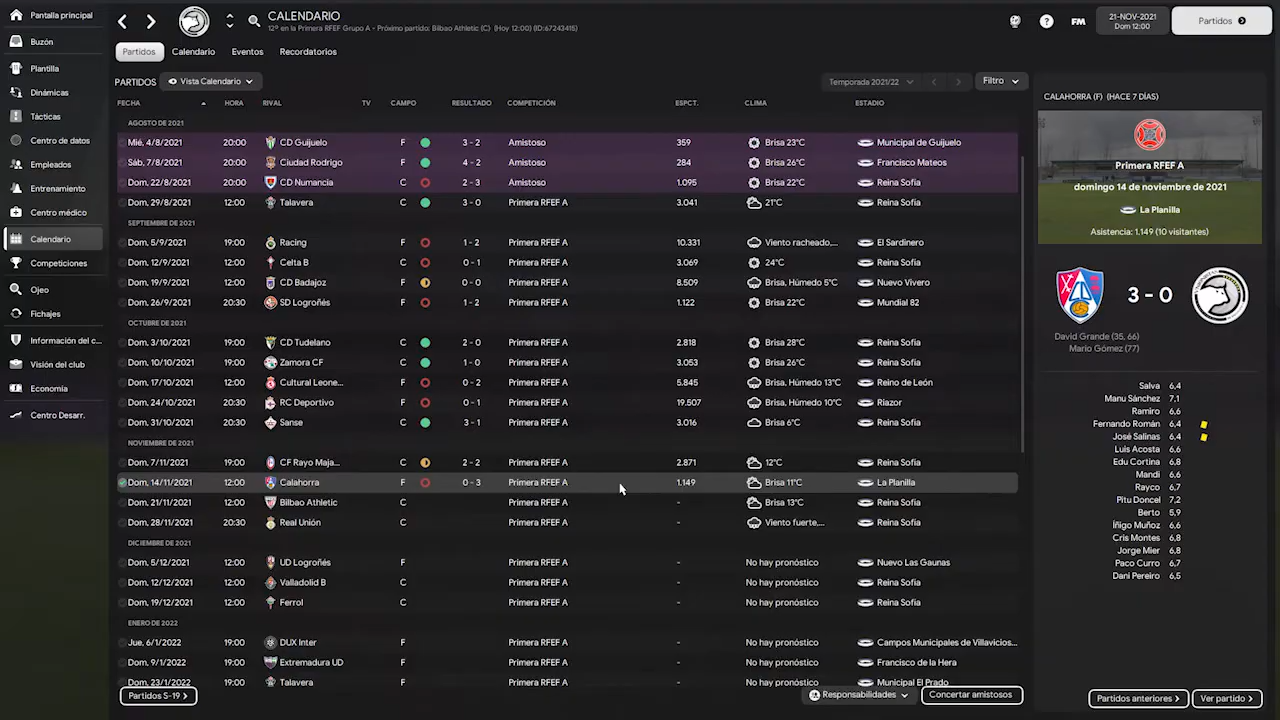 Pantalla principal
Buzón
Plantilla
Dinámicas
Tácticas
Centro de datos
Empleados
Entrenamiento
Centro médico
Calendario
Competiciones
Ojeo
Fichajes
Información del c...
Visión del club
Economía
Centro Desarr.
CALENDARIO
12º en la Primera RFEF Grupo A - Próximo partido: Bilbao Athletic (C) (Hoy 12:00) (ID:67243415)
FM
21-NOV-2021
Dom 12:00
Partidos
Partidos Calendario Eventos Recordatorios
PARTIDOS Vista Calendario Temporada 2021/22 Filtro
FECHA HORA RIVAL TV CAMPO RESULTADO COMPETICIÓN ESPCT. CLIMA ESTADIO
AGOSTO DE 2021
Mié, 4/8/2021 20:00 CD Guijuelo F 3 - 2 Amistoso 359 Brisa 23°C Municipal de Guijuelo
Sáb, 7/8/2021 20:00 Ciudad Rodrigo F 4 - 2 Amistoso 284 Brisa 26°C Francisco Mateos
Dom, 22/8/2021 20:00 CD Numancia C 2 - 3 Amistoso 1.095 Brisa 22°C Reina Sofia
Dom, 29/8/2021 12:00 Talavera C 3 - 0 Primera RFEF A 3.041 21°C Reina Sofia
SEPTIEMBRE DE 2021
Dom, 5/9/2021 19:00 Racing F 1 - 2 Primera RFEF A 10.331 Viento racheado,... El Sardinero
Dom, 12/9/2021 12:00 Celta B C 0 - 1 Primera RFEF A 3.069 24°C Reina Sofia
Dom, 19/9/2021 12:00 CD Badajoz F 0 - 0 Primera RFEF A 8.509 Brisa, Húmedo 5°C Nuevo Vivero
Dom, 26/9/2021 20:30 SD Logroñés F 1 - 2 Primera RFEF A 1.122 Brisa 22°C Mundial 82
OCTUBRE DE 2021
Dom, 3/10/2021 19:00 CD Tudelano C 2 - 0 Primera RFEF A 2.818 Brisa 28°C Reina Sofia
Dom, 10/10/2021 19:00 Zamora CF C 1 - 0 Primera RFEF A 3.053 Brisa 26°C Reina Sofia
Dom, 17/10/2021 12:00 Cultural Leone... F 0 - 2 Primera RFEF A 5.845 Brisa, Húmedo 13°C Reino de León
Dom, 24/10/2021 20:30 RC Deportivo F 0 - 1 Primera RFEF A 19.507 Brisa, Húmedo 10°C Riazor
Dom, 31/10/2021 20:30 Sanse C 3 - 1 Primera RFEF A 3.016 Brisa 6°C Reina Sofia
NOVIEMBRE DE 2021
Dom, 7/11/2021 19:00 CF Rayo Maja... C 2 - 2 Primera RFEF A 2.871 12°C Reina Sofia
Dom, 14/11/2021 12:00 Calahorra F 0 - 3 Primera RFEF A 1.149 Brisa 11°C La Planilla
Dom, 21/11/2021 12:00 Bilbao Athletic C Primera RFEF A - Brisa 13°C Reina Sofia
Dom, 28/11/2021 20:30 Real Unión C Primera RFEF A - Viento fuerte,... Reina Sofia
DICIEMBRE DE 2021
Dom, 5/12/2021 12:00 UD Logroñés F Primera RFEF A - No hay pronóstico Nuevo Las Gaunas
Dom, 12/12/2021 12:00 Valladolid B C Primera RFEF A - No hay pronóstico Reina Sofia
Dom, 19/12/2021 12:00 Ferrol C Primera RFEF A - No hay pronóstico Reina Sofia
ENERO DE 2022
Jue, 6/1/2022 19:00 DUX Inter F Primera RFEF A - No hay pronóstico Campos Municipales de Villavicios...
Dom, 9/1/2022 19:00 Extremadura UD F Primera RFEF A - No hay pronóstico Francisco de la Hera
Dom, 23/1/2022 19:00 Talavera F Primera RFEF A - No hay pronóstico Municipal El Prado
Partidos S-19 Responsabilidades Concertar amistosos
CALAHORRA (F) (HACE 7 DÍAS)
Primera RFEF A
domingo 14 de noviembre de 2021
La Planilla
Asistencia: 1.149 (10 visitantes)
3 - 0
David Grande (35, 66)
Mario Gómez (77)
Salva 6,4
Manu Sánchez 7,1
Ramiro 6,6
Fernando Román 6,4
José Salinas 6,4
Luis Acosta 6,6
Edu Cortina 6,8
Mandi 6,6
Rayco 6,7
Pitu Doncel 7,2
Berto 5,9
Íñigo Muñoz 6,6
Cris Montes 6,8
Jorge Mier 6,8
Paco Curro 6,7
Dani Pereiro 6,5
Partidos anteriores Ver partido